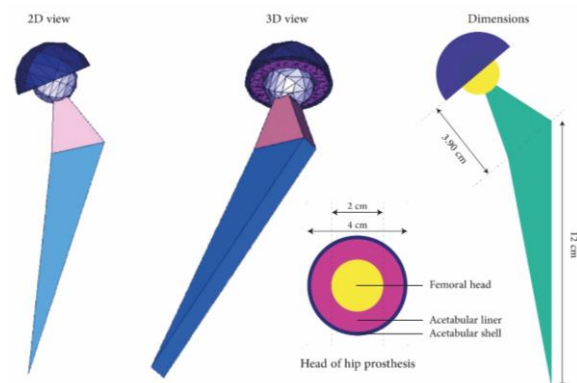 2D view
3D view
Dimensions
3.90 cm
12 cm
2 cm
4 cm
Femoral head
Acetabular liner
Acetabular shell
Head of hip prosthesis